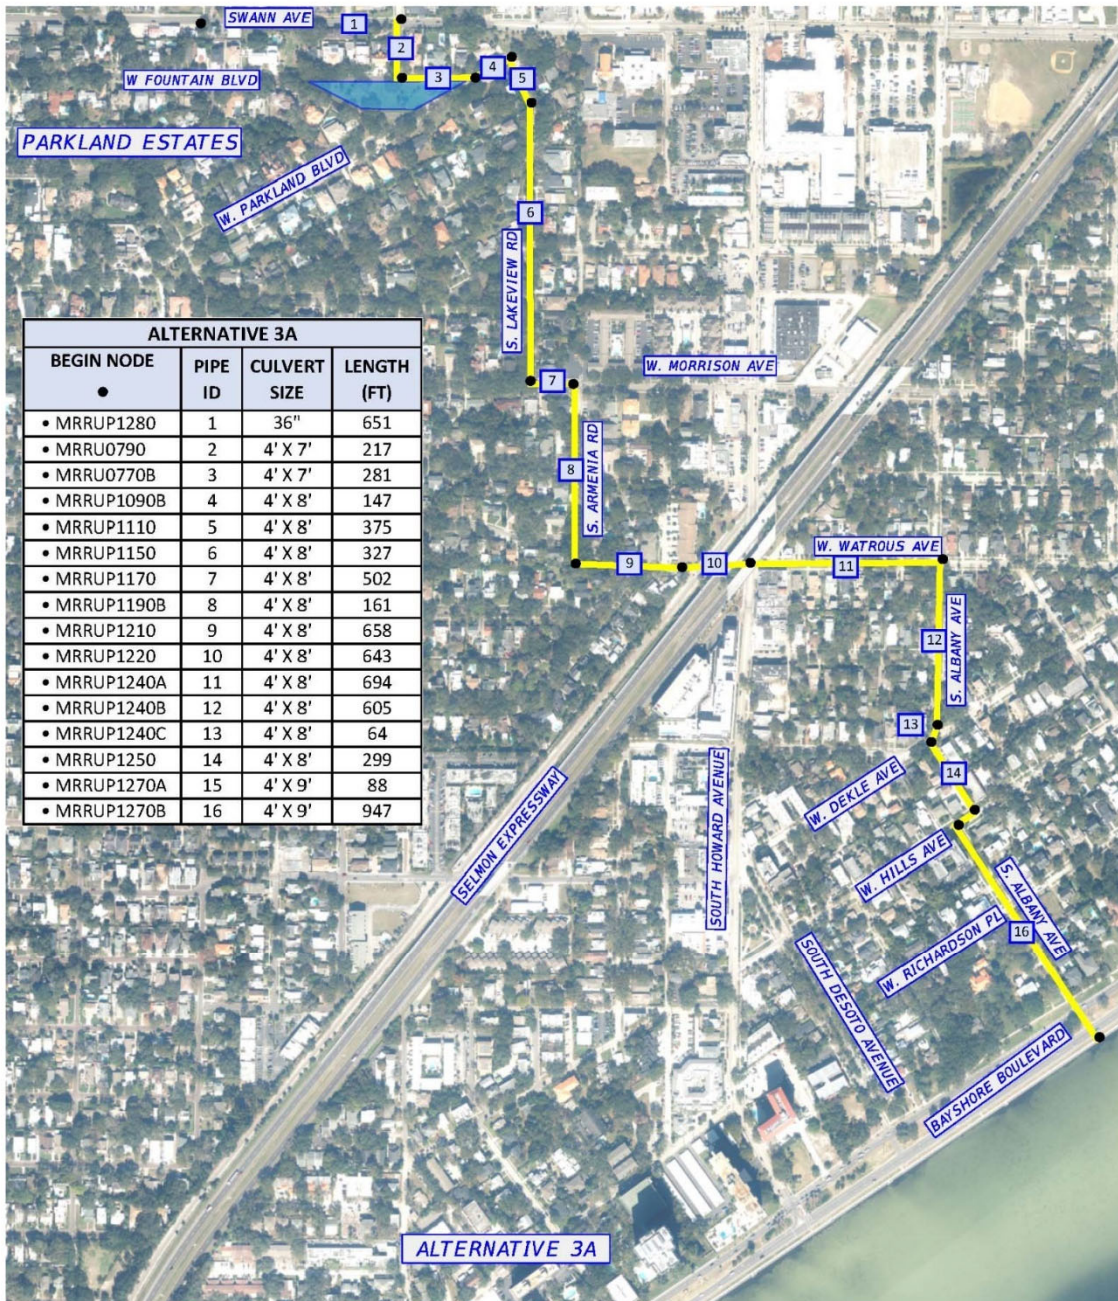 SWANN AVE
1
2
W FOUNTAIN BLVD
3
4
5
PARKLAND ESTATES
W. PARKLAND BLVD
6
S. LAKEVIEW RD
ALTERNATIVE 3A
BEGIN NODE PIPE ID CULVERT SIZE LENGTH (FT)
• MRRUP1280 1 36" 651
• MRRU0790 2 4' X 7' 217
• MRRU0770B 3 4' X 7' 281
• MRRUP1090B 4 4' X 8' 147
• MRRUP1110 5 4' X 8' 375
• MRRUP1150 6 4' X 8' 327
• MRRUP1170 7 4' X 8' 502
• MRRUP1190B 8 4' X 8' 161
• MRRUP1210 9 4' X 8' 658
• MRRUP1220 10 4' X 8' 643
• MRRUP1240A 11 4' X 8' 694
• MRRUP1240B 12 4' X 8' 605
• MRRUP1240C 13 4' X 8' 64
• MRRUP1250 14 4' X 8' 299
• MRRUP1270A 15 4' X 9' 88
• MRRUP1270B 16 4' X 9' 947
W. MORRISON AVE
7
8
S. ARMENIA RD
9
10
W. WATROUS AVE
11
12
S. ALBANY AVE
13
14
W. DEKLE AVE
SELMON EXPRESSWAY
SOUTH HOWARD AVENUE
W. HILLS AVE
S. ALBANY AVE
16
W. RICHARDSON PL
SOUTH DESOTO AVENUE
BAYSHORE BOULEVARD
ALTERNATIVE 3A